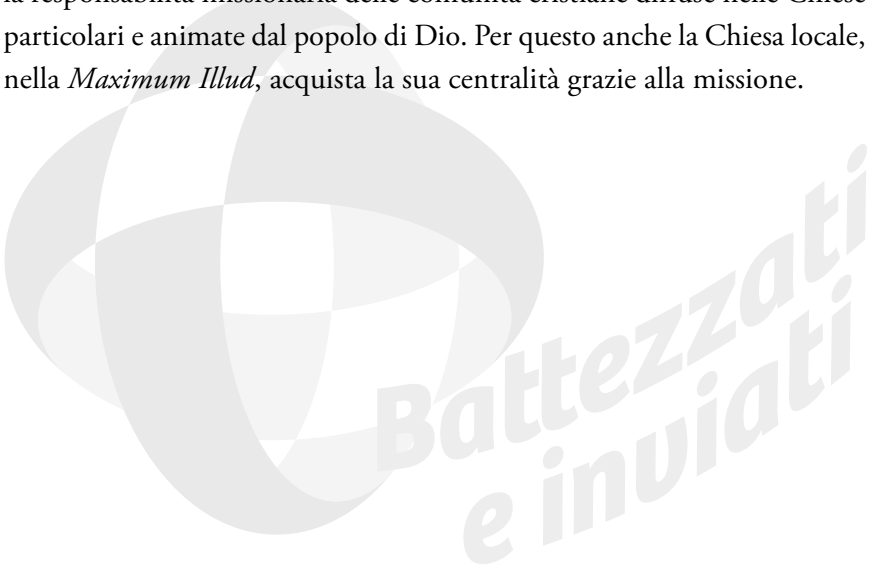 la responsabilità missionaria delle comunità cristiane diffuse nelle Chiese
particolari e animate dal popolo di Dio. Per questo anche la Chiesa locale,
nella Maximum Illud, acquista la sua centralità grazie alla missione.
Battezzati
e inviati